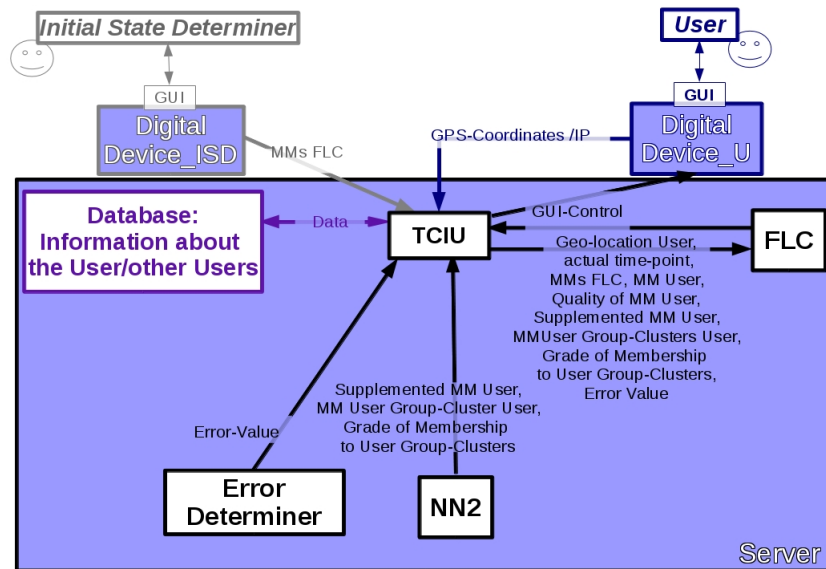 Initial State Determiner
User
GUI
GUI
Digital
Device_ISD
Digital
Device_U
GPS-Coordinates /IP
MMs FLC
Database:
Information about
the User/other Users
Data
TCIU
GUI-Control
FLC
Geo-location User,
actual time-point,
MMs FLC, MM User,
Quality of MM User,
Supplemented MM User,
MMUser Group-Clusters User,
Grade of Membership
to User Group-Clusters,
Error Value
Supplemented MM User,
MM User Group-Cluster User,
Grade of Membership
to User Group-Clusters
Error-Value
Error
Determiner
NN2
Server